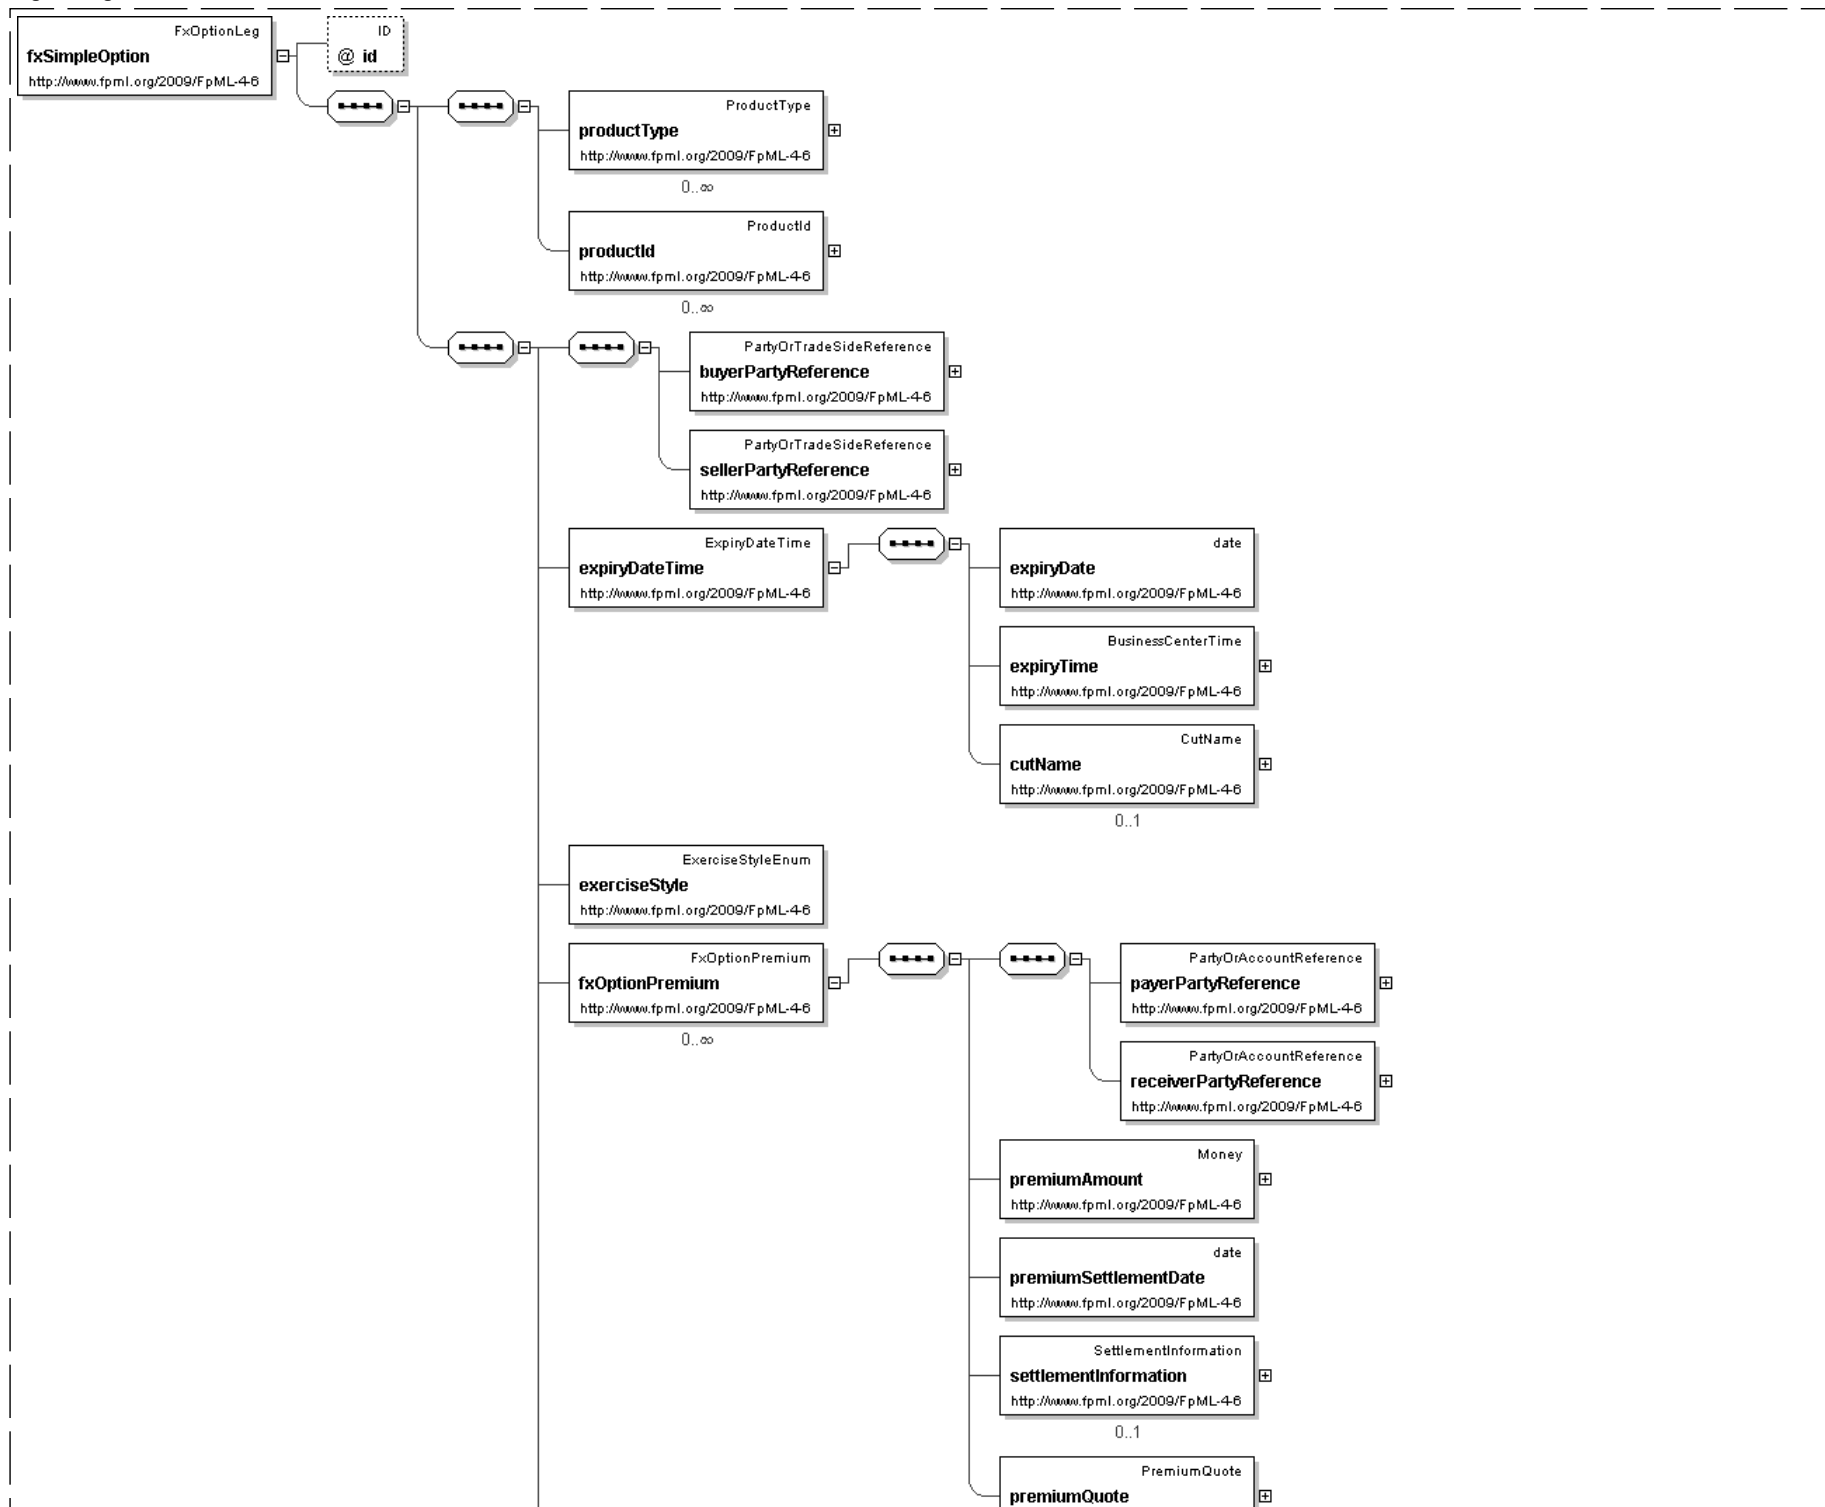 FxOptionLeg
fxSimpleOption
http://www.fpml.org/2009/FpML-4-6
ID
@ id
ProductType
productType
http://www.fpml.org/2009/FpML-4-6
0..∞
ProductId
productId
http://www.fpml.org/2009/FpML-4-6
0..∞
PartyOrTradeSideReference
buyerPartyReference
http://www.fpml.org/2009/FpML-4-6
PartyOrTradeSideReference
sellerPartyReference
http://www.fpml.org/2009/FpML-4-6
ExpiryDateTime
expiryDateTime
http://www.fpml.org/2009/FpML-4-6
date
expiryDate
http://www.fpml.org/2009/FpML-4-6
BusinessCenterTime
expiryTime
http://www.fpml.org/2009/FpML-4-6
CutName
cutName
http://www.fpml.org/2009/FpML-4-6
0..1
ExerciseStyleEnum
exerciseStyle
http://www.fpml.org/2009/FpML-4-6
FxOptionPremium
fxOptionPremium
http://www.fpml.org/2009/FpML-4-6
0..∞
PartyOrAccountReference
payerPartyReference
http://www.fpml.org/2009/FpML-4-6
PartyOrAccountReference
receiverPartyReference
http://www.fpml.org/2009/FpML-4-6
Money
premiumAmount
http://www.fpml.org/2009/FpML-4-6
date
premiumSettlementDate
http://www.fpml.org/2009/FpML-4-6
SettlementInformation
settlementInformation
http://www.fpml.org/2009/FpML-4-6
0..1
PremiumQuote
premiumQuote